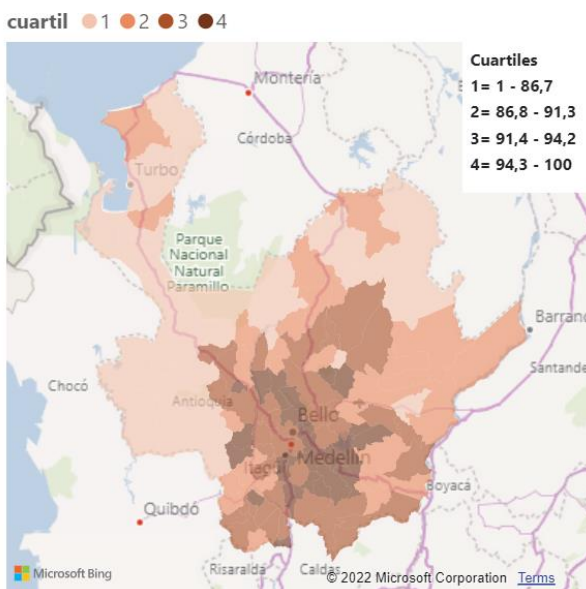 cuartil 1 2 3 4
Cuartiles
1= 1 - 86,7
2= 86,8 - 91,3
3= 91,4 - 94,2
4= 94,3 - 100
Montería
Córdoba
Turbo
Parque
Nacional
Natural
Paramillo
Barranc
Santande
Chocó
Antioquia
Bello
Medellín
Itagüí
Boyacá
Quibdó
Risaralda
Caldas
Microsoft Bing
© 2022 Microsoft Corporation Terms